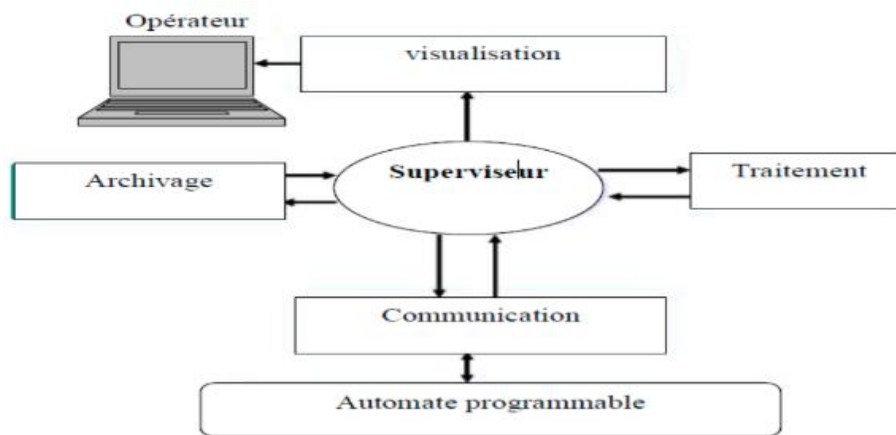 Opérateur
visualisation
Archivage
Superviseur
Traitement
Communication
Automate programmable